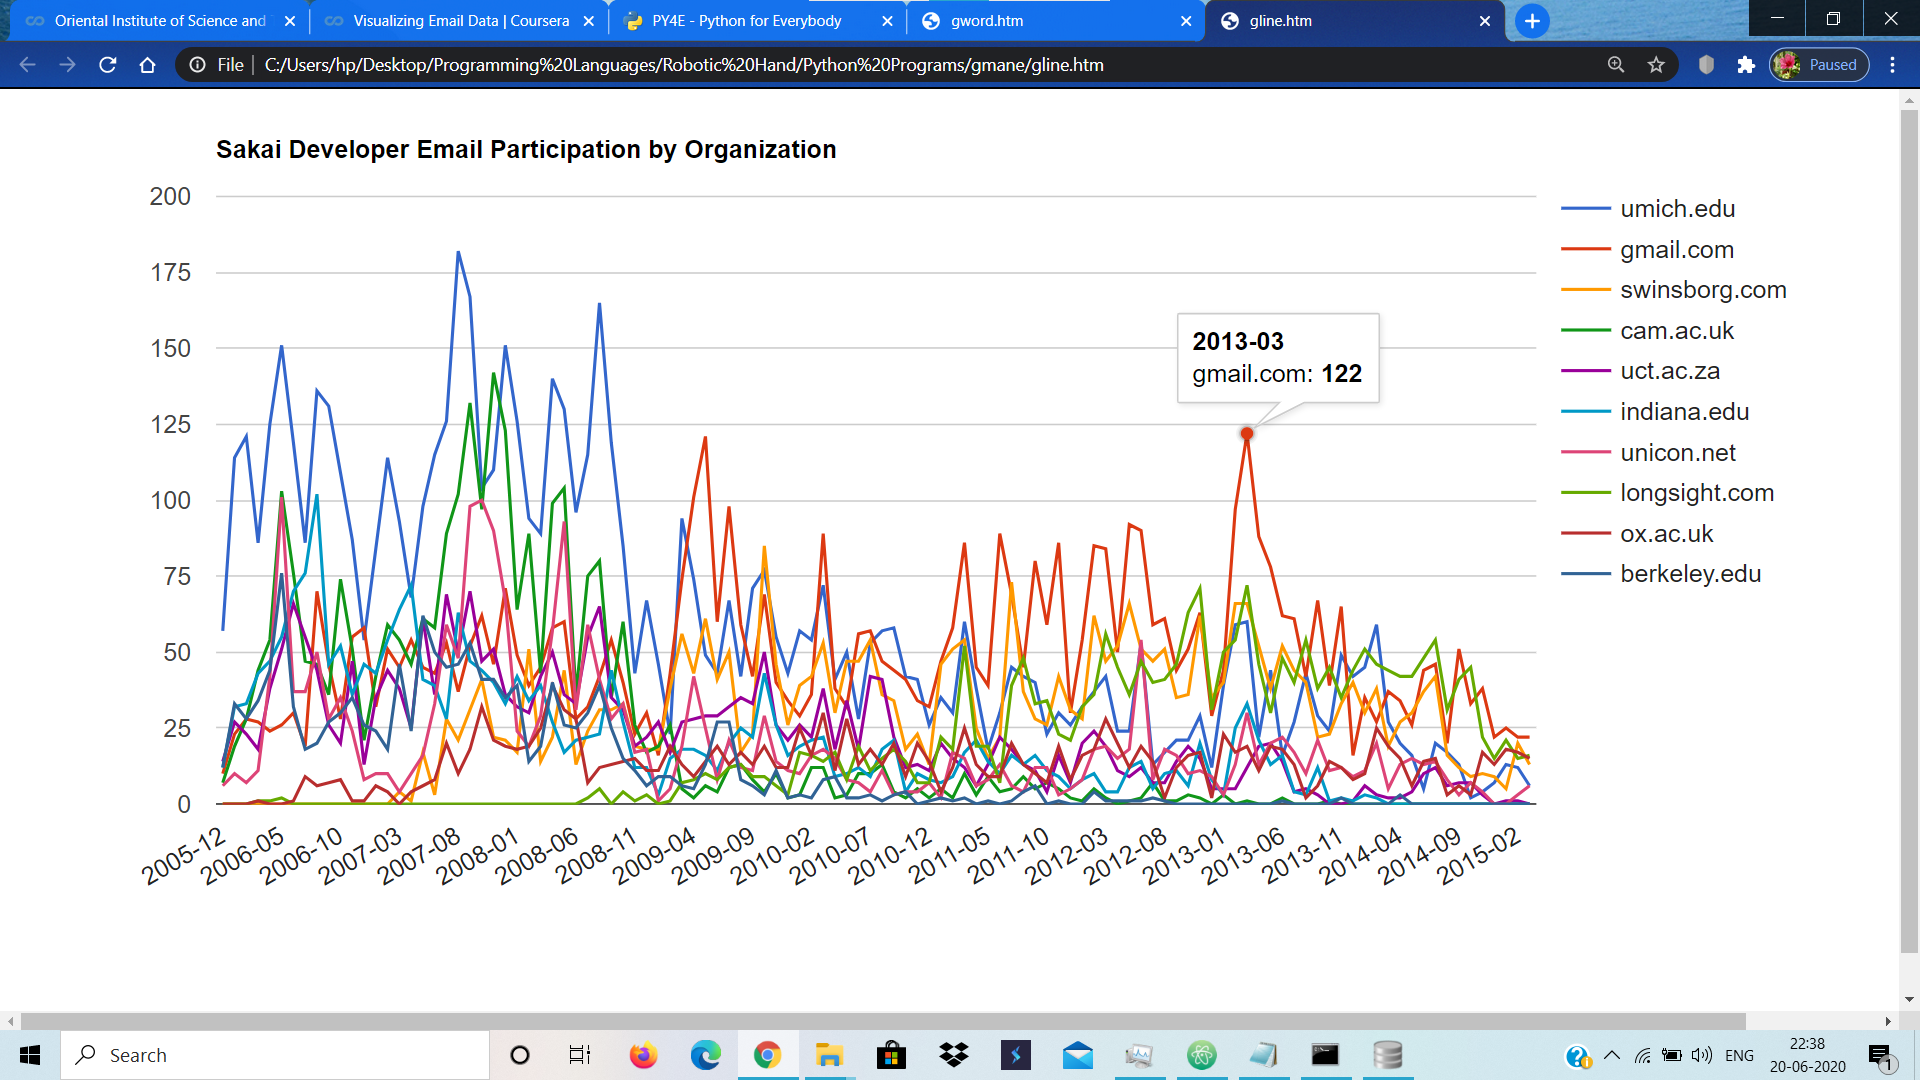 Oriental Institute of Science and
Visualizing Email Data | Coursera
PY4E - Python for Everybody
gword.htm
gline.htm
File
C:/Users/hp/Desktop/Programming%20Languages/Robotic%20Hand/Python%20Programs/gmane/gline.htm
Paused
Sakai Developer Email Participation by Organization
200
175
150
125
100
75
50
25
0
2013-03
gmail.com: 122
umich.edu
gmail.com
swinsborg.com
cam.ac.uk
uct.ac.za
indiana.edu
unicon.net
longsight.com
ox.ac.uk
berkeley.edu
2005-12
2006-05
2006-10
2007-03
2007-08
2008-01
2008-06
2008-11
2009-04
2009-09
2010-02
2010-07
2010-12
2011-05
2011-10
2012-03
2012-08
2013-01
2013-06
2013-11
2014-04
2014-09
2015-02
Search
ENG
22:38
20-06-2020
1